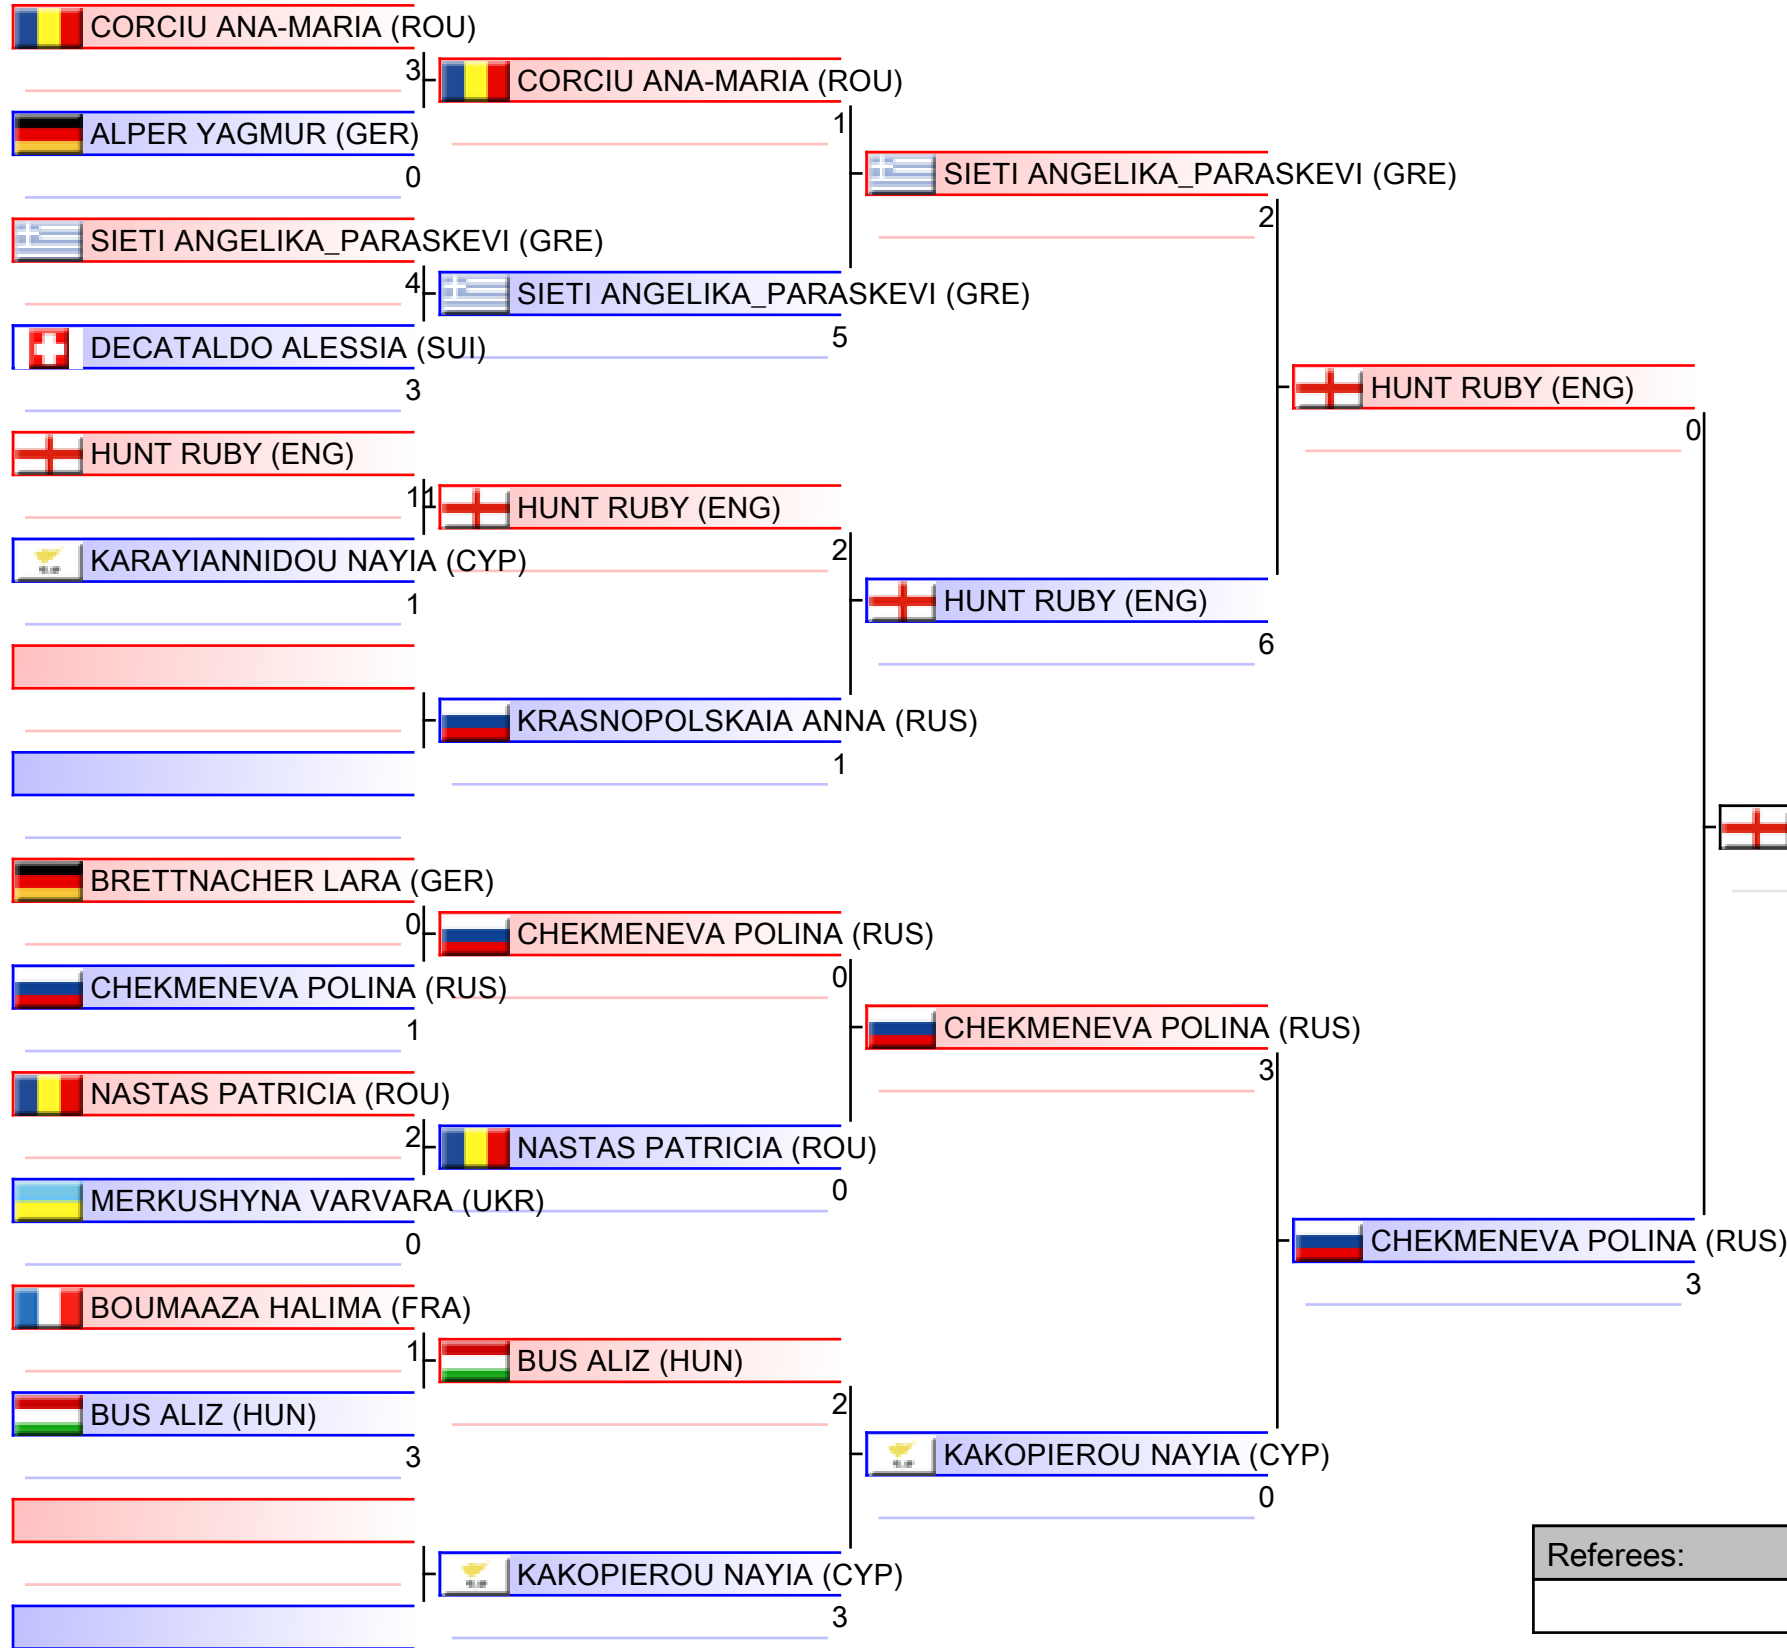 CORCIU ANA-MARIA (ROU)
3
ALPER YAGMUR (GER)
0
SIETI ANGELIKA_PARASKEVI (GRE)
4
DECATALDO ALESSIA (SUI)
3
HUNT RUBY (ENG)
11
KARAYIANNIDOU NAYIA (CYP)
1
BRETTNACHER LARA (GER)
0
CHEKMENEVA POLINA (RUS)
1
NASTAS PATRICIA (ROU)
2
MERKUSHYNA VARVARA (UKR)
0
BOUMAAZA HALIMA (FRA)
1
BUS ALIZ (HUN)
3
CORCIU ANA-MARIA (ROU)
1
SIETI ANGELIKA_PARASKEVI (GRE)
5
HUNT RUBY (ENG)
2
KRASNOPOLSKAIA ANNA (RUS)
1
CHEKMENEVA POLINA (RUS)
0
NASTAS PATRICIA (ROU)
0
BUS ALIZ (HUN)
2
KAKOPIEROU NAYIA (CYP)
3
SIETI ANGELIKA_PARASKEVI (GRE)
2
HUNT RUBY (ENG)
6
CHEKMENEVA POLINA (RUS)
3
KAKOPIEROU NAYIA (CYP)
0
HUNT RUBY (ENG)
0
CHEKMENEVA POLINA (RUS)
3
Referees: